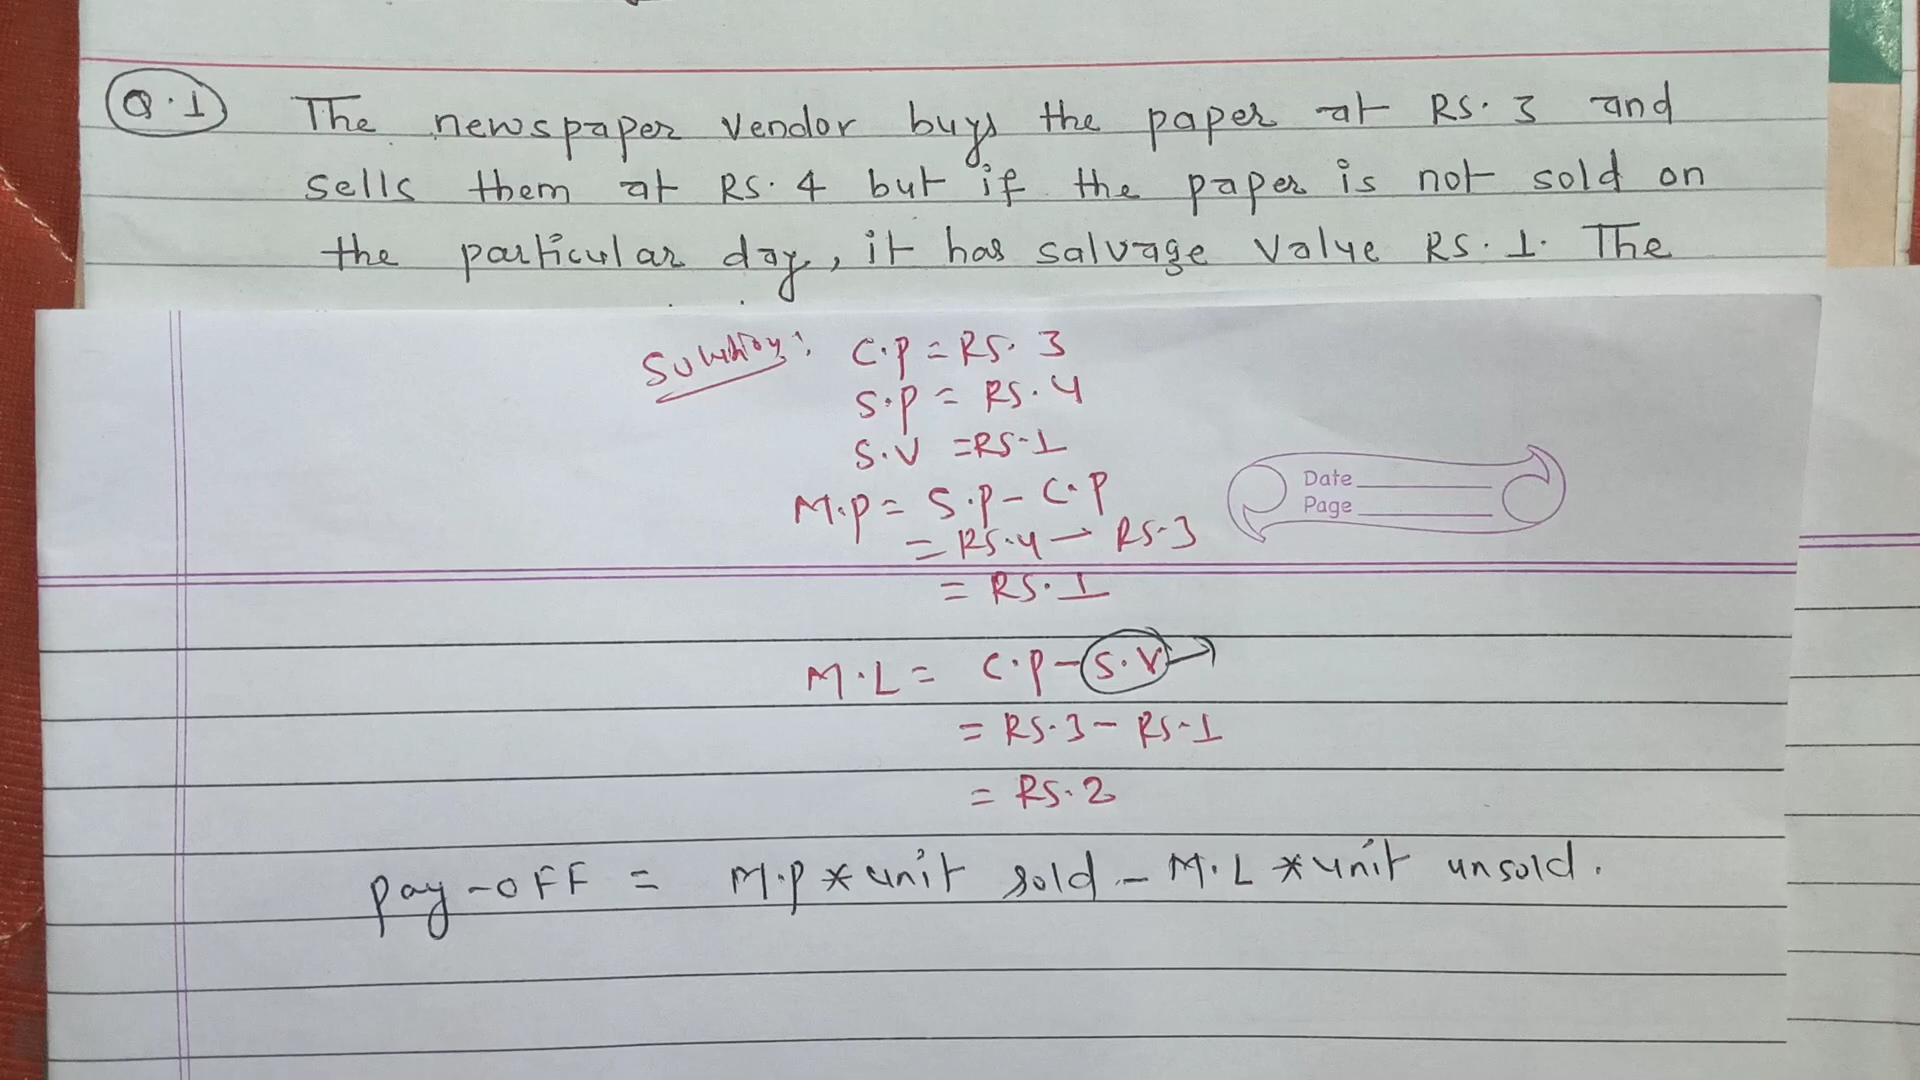 Q.1 The newspaper vendor buys the paper at RS. 3 and
sells them at RS. 4 but if the paper is not sold on
the particular day, it has salvage value RS. 1. The
Solution: C.P = RS. 3
S.P = RS. 4
S.V = RS. 1
M.P = S.P - C.P
= RS. 4 - RS. 3
= RS. 1
Date
Page
M.L = C.P - S.V →
= RS. 3 - RS. 1
= RS. 2
Pay-OFF = M.P * unit sold - M.L * unit unsold.